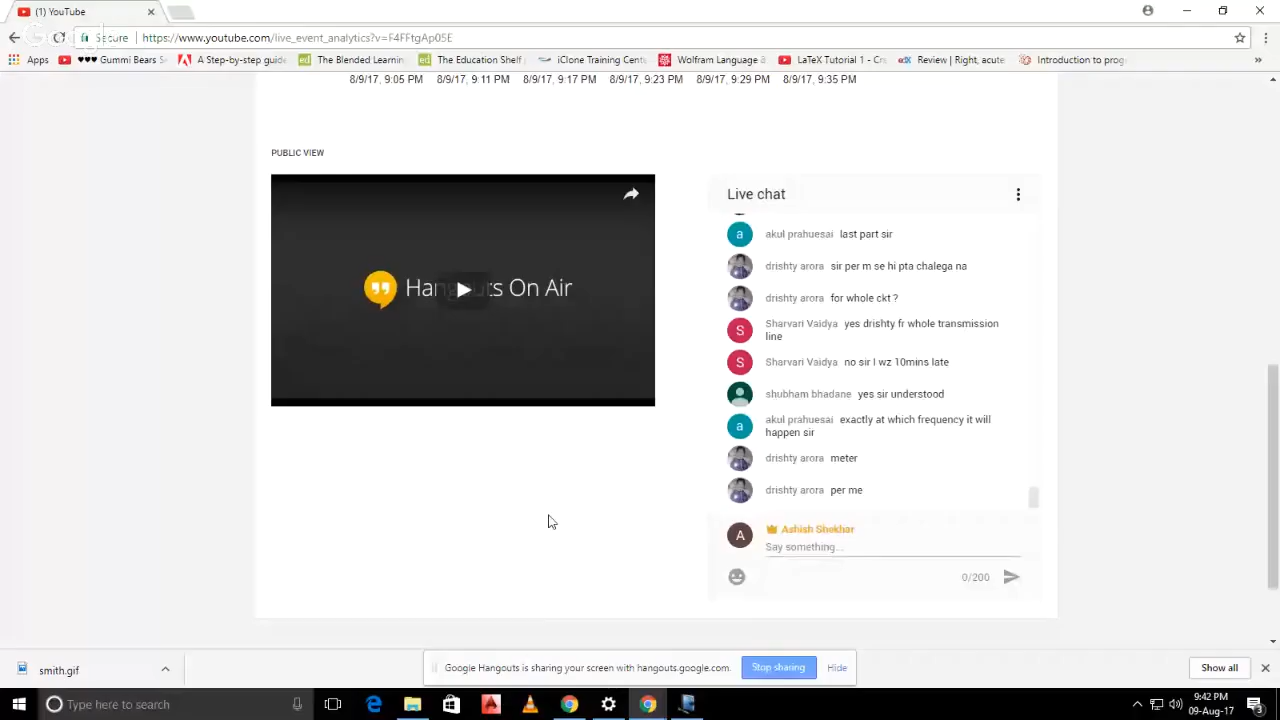 (1) YouTube
Secure https://www.youtube.com/live_event_analytics?v=F4FFtgAp05E
Apps ♥♥♥ Gummi Bears S A Step-by-step guide The Blended Learning The Education Shelf iClone Training Cent Wolfram Language & LaTeX Tutorial 1 - Cr Review | Right, acute Introduction to prog »
8/9/17, 9:05 PM 8/9/17, 9:11 PM 8/9/17, 9:17 PM 8/9/17, 9:23 PM 8/9/17, 9:29 PM 8/9/17, 9:35 PM
PUBLIC VIEW
Hangouts On Air
Live chat
a akul prahuesai last part sir
drishty arora sir per m se hi pta chalega na
drishty arora for whole ckt ?
S Sharvari Vaidya yes drishty fr whole transmission
line
S Sharvari Vaidya no sir I wz 10mins late
shubham bhadane yes sir understood
a akul prahuesai exactly at which frequency it will
happen sir
drishty arora meter
drishty arora per me
A Ashish Shekhar
Say something...
0/200
smith.gif
Google Hangouts is sharing your screen with hangouts.google.com. Stop sharing Hide
Show all
Type here to search
9:42 PM
09-Aug-17
3